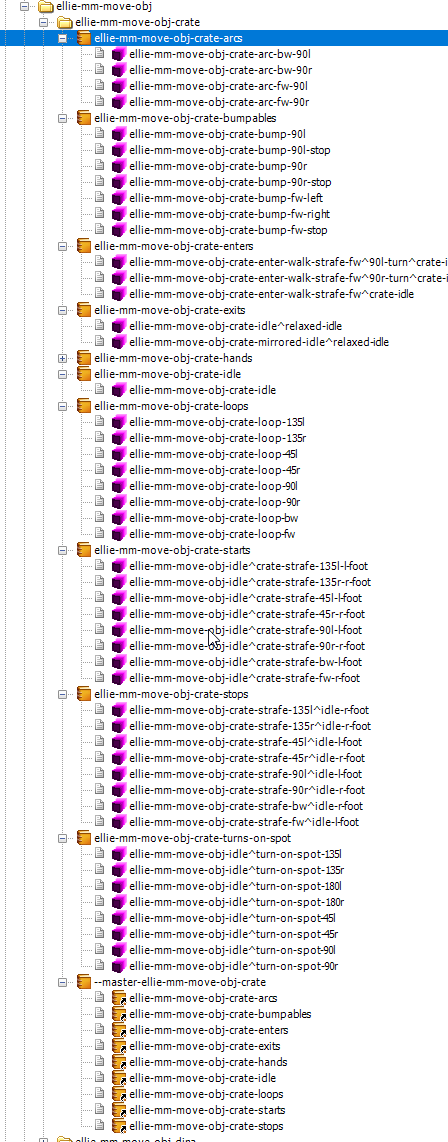 ellie-mm-move-obj
ellie-mm-move-obj-crate
ellie-mm-move-obj-crate-arcs
ellie-mm-move-obj-crate-arc-bw-90l
ellie-mm-move-obj-crate-arc-bw-90r
ellie-mm-move-obj-crate-arc-fw-90l
ellie-mm-move-obj-crate-arc-fw-90r
ellie-mm-move-obj-crate-bumpables
ellie-mm-move-obj-crate-bump-90l
ellie-mm-move-obj-crate-bump-90l-stop
ellie-mm-move-obj-crate-bump-90r
ellie-mm-move-obj-crate-bump-90r-stop
ellie-mm-move-obj-crate-bump-fw-left
ellie-mm-move-obj-crate-bump-fw-right
ellie-mm-move-obj-crate-bump-fw-stop
ellie-mm-move-obj-crate-enters
ellie-mm-move-obj-crate-enter-walk-strafe-fw^90l-turn^crate-i
ellie-mm-move-obj-crate-enter-walk-strafe-fw^90r-turn^crate-i
ellie-mm-move-obj-crate-enter-walk-strafe-fw^crate-idle
ellie-mm-move-obj-crate-exits
ellie-mm-move-obj-crate-idle^relaxed-idle
ellie-mm-move-obj-crate-mirrored-idle^relaxed-idle
ellie-mm-move-obj-crate-hands
ellie-mm-move-obj-crate-idle
ellie-mm-move-obj-crate-idle
ellie-mm-move-obj-crate-loops
ellie-mm-move-obj-crate-loop-135l
ellie-mm-move-obj-crate-loop-135r
ellie-mm-move-obj-crate-loop-45l
ellie-mm-move-obj-crate-loop-45r
ellie-mm-move-obj-crate-loop-90l
ellie-mm-move-obj-crate-loop-90r
ellie-mm-move-obj-crate-loop-bw
ellie-mm-move-obj-crate-loop-fw
ellie-mm-move-obj-crate-starts
ellie-mm-move-obj-idle^crate-strafe-135l-l-foot
ellie-mm-move-obj-idle^crate-strafe-135r-r-foot
ellie-mm-move-obj-idle^crate-strafe-45l-l-foot
ellie-mm-move-obj-idle^crate-strafe-45r-r-foot
ellie-mm-move-obj-idle^crate-strafe-90l-l-foot
ellie-mm-move-obj-idle^crate-strafe-90r-r-foot
ellie-mm-move-obj-idle^crate-strafe-bw-l-foot
ellie-mm-move-obj-idle^crate-strafe-fw-r-foot
ellie-mm-move-obj-crate-stops
ellie-mm-move-obj-crate-strafe-135l^idle-r-foot
ellie-mm-move-obj-crate-strafe-135r^idle-r-foot
ellie-mm-move-obj-crate-strafe-45l^idle-l-foot
ellie-mm-move-obj-crate-strafe-45r^idle-r-foot
ellie-mm-move-obj-crate-strafe-90l^idle-l-foot
ellie-mm-move-obj-crate-strafe-90r^idle-r-foot
ellie-mm-move-obj-crate-strafe-bw^idle-r-foot
ellie-mm-move-obj-crate-strafe-fw^idle-l-foot
ellie-mm-move-obj-crate-turns-on-spot
ellie-mm-move-obj-idle^turn-on-spot-135l
ellie-mm-move-obj-idle^turn-on-spot-135r
ellie-mm-move-obj-idle^turn-on-spot-180l
ellie-mm-move-obj-idle^turn-on-spot-180r
ellie-mm-move-obj-idle^turn-on-spot-45l
ellie-mm-move-obj-idle^turn-on-spot-45r
ellie-mm-move-obj-idle^turn-on-spot-90l
ellie-mm-move-obj-idle^turn-on-spot-90r
--master-ellie-mm-move-obj-crate
ellie-mm-move-obj-crate-arcs
ellie-mm-move-obj-crate-bumpables
ellie-mm-move-obj-crate-enters
ellie-mm-move-obj-crate-exits
ellie-mm-move-obj-crate-hands
ellie-mm-move-obj-crate-idle
ellie-mm-move-obj-crate-loops
ellie-mm-move-obj-crate-starts
ellie-mm-move-obj-crate-stops